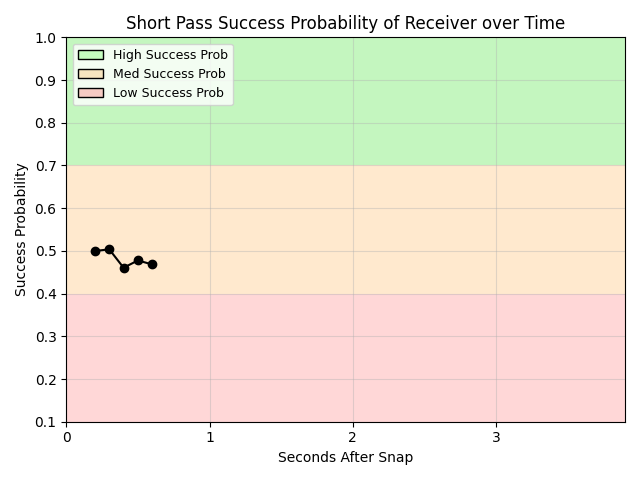 Short Pass Success Probability of Receiver over Time
1.0
0.9
0.8
0.7
0.6
0.5
0.4
0.3
0.2
0.1
Success Probability
High Success Prob
Med Success Prob
Low Success Prob
0 1 2 3
Seconds After Snap